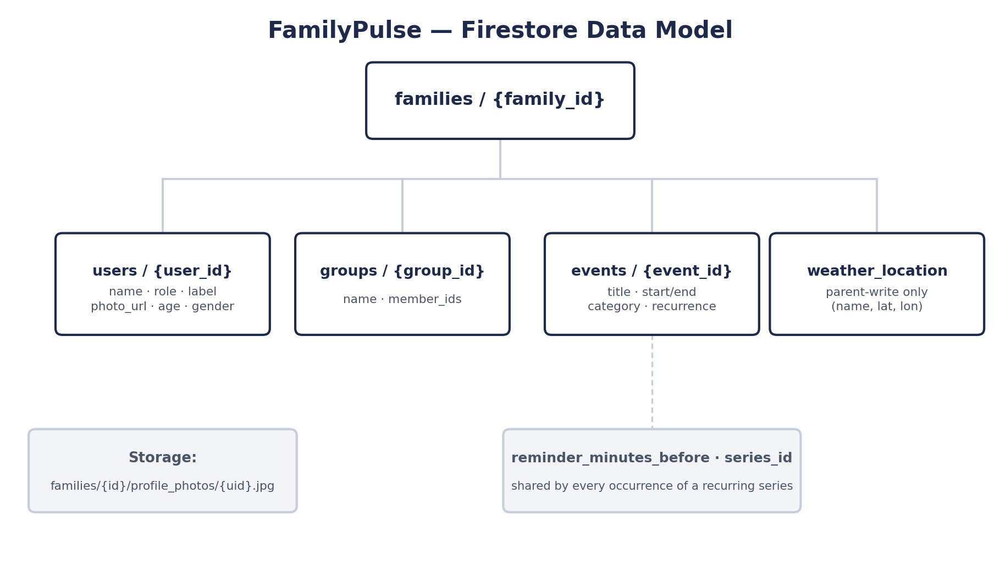 FamilyPulse — Firestore Data Model
families / {family_id}
users / {user_id}
name · role · label
photo_url · age · gender
groups / {group_id}
name · member_ids
events / {event_id}
title · start/end
category · recurrence
weather_location
parent-write only
(name, lat, lon)
Storage:
families/{id}/profile_photos/{uid}.jpg
reminder_minutes_before · series_id
shared by every occurrence of a recurring series